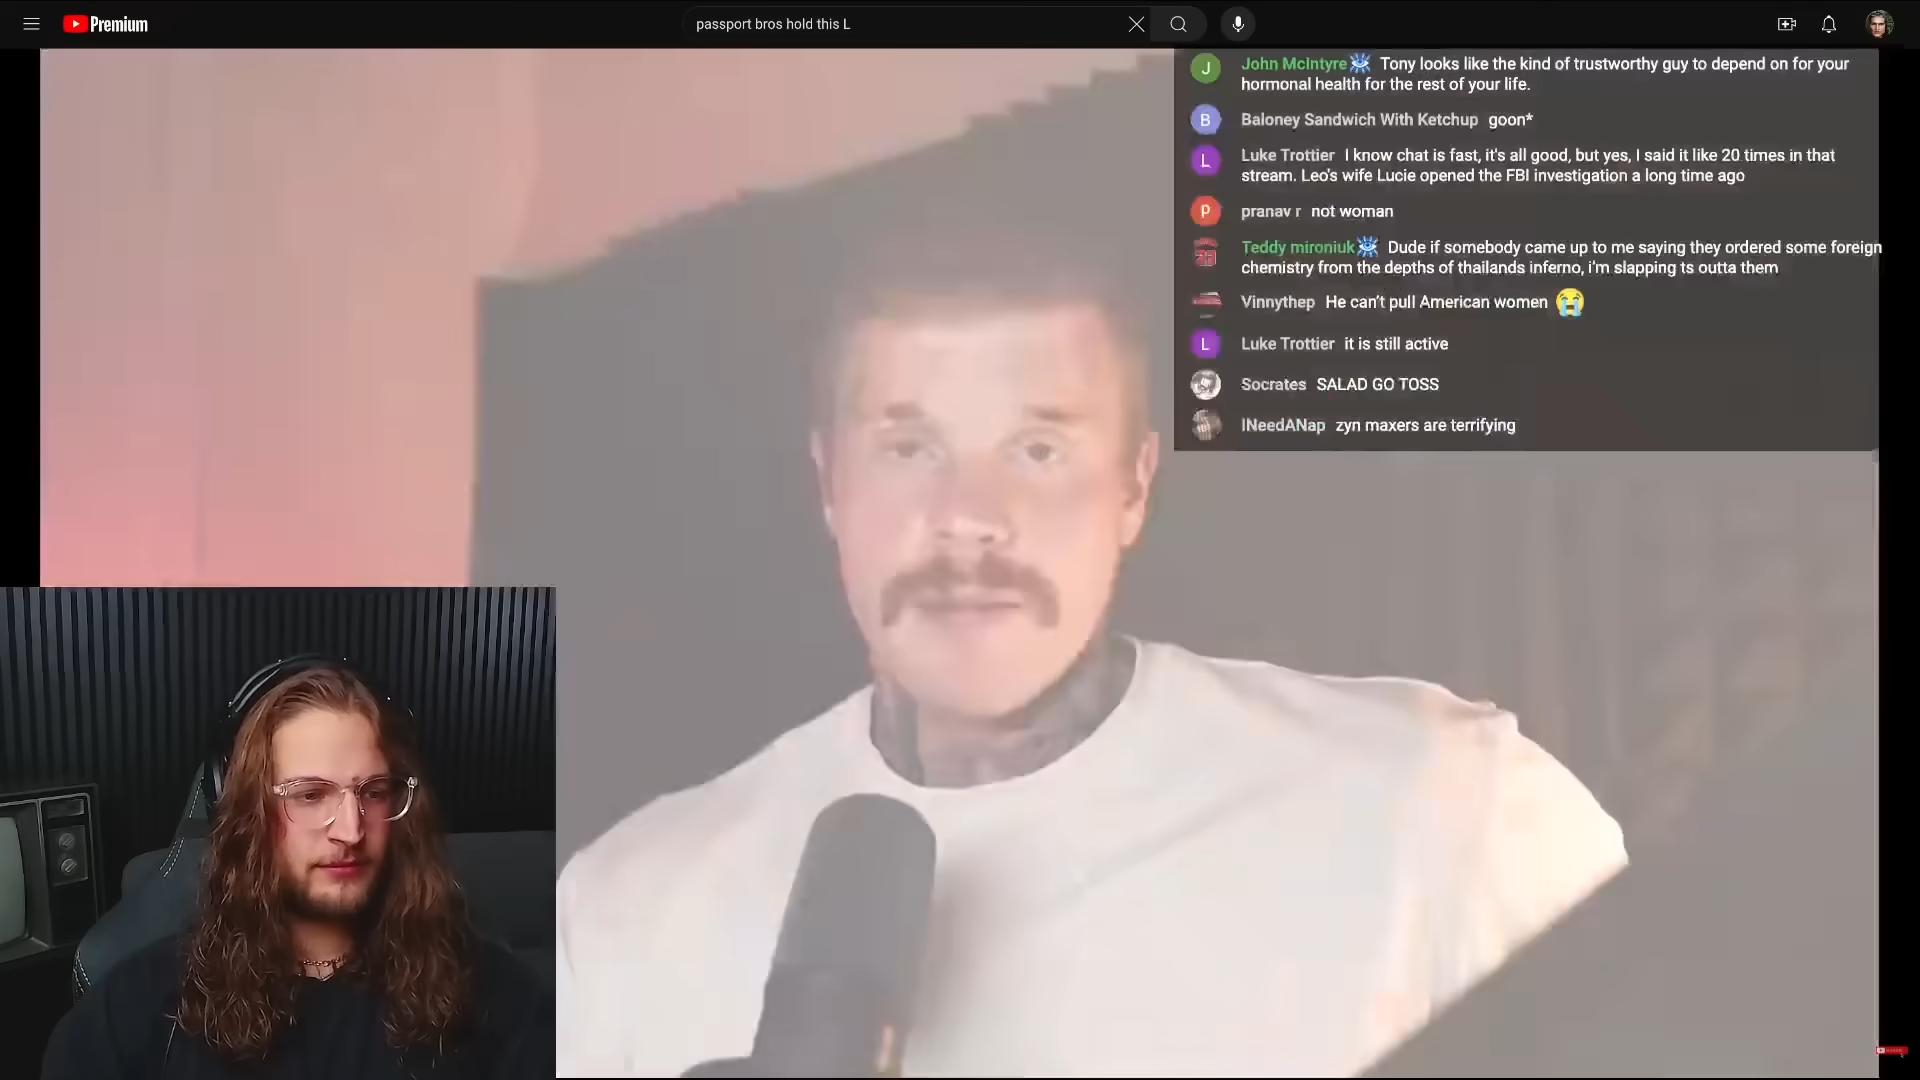 Premium
passport bros hold this L
J John McIntyre Tony looks like the kind of trustworthy guy to depend on for your
hormonal health for the rest of your life.
B Baloney Sandwich With Ketchup goon*
L Luke Trottier I know chat is fast, it's all good, but yes, I said it like 20 times in that
stream. Leo's wife Lucie opened the FBI investigation a long time ago
P pranav r not woman
Teddy mironiuk Dude if somebody came up to me saying they ordered some foreign
chemistry from the depths of thailands inferno, i'm slapping ts outta them
Vinnythep He can't pull American women 😭
L Luke Trottier it is still active
Socrates SALAD GO TOSS
INeedANap zyn maxers are terrifying